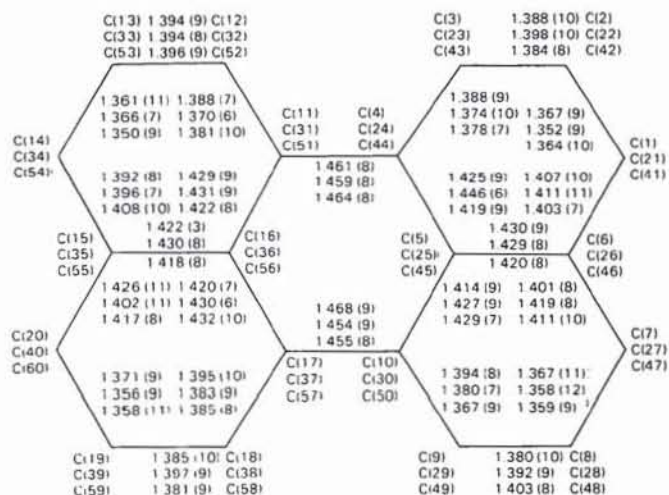 C(13) 1.394 (9) C(12)
C(33) 1.394 (8) C(32)
C(53) 1.396 (9) C(52)
C(3) 1.388 (10) C(2)
C(23) 1.398 (10) C(22)
C(43) 1.384 (8) C(42)
1.361 (11) 1.388 (7)
1.366 (7) 1.370 (6)
1.350 (9) 1.381 (10)
C(11) C(4)
C(31) C(24)
C(51) C(44)
1.388 (9)
1.374 (10) 1.367 (9)
1.378 (7) 1.352 (9)
1.364 (10)
C(14)
C(34)
C(54)
C(1)
C(21)
C(41)
1.461 (8)
1.459 (8)
1.464 (8)
1.392 (8) 1.429 (9)
1.396 (7) 1.431 (9)
1.408 (10) 1.422 (8)
1.425 (9) 1.407 (10)
1.446 (6) 1.411 (11)
1.419 (9) 1.403 (7)
C(15) 1.422 (3) C(16)
C(35) 1.430 (8) C(36)
C(55) 1.418 (8) C(56)
C(5) 1.430 (9) C(6)
C(25) 1.429 (8) C(26)
C(45) 1.420 (8) C(46)
1.426 (11) 1.420 (7)
1.402 (11) 1.430 (6)
1.417 (8) 1.432 (10)
1.414 (9) 1.401 (8)
1.427 (9) 1.419 (8)
1.429 (7) 1.411 (10)
1.468 (9)
1.454 (9)
1.455 (8)
C(20)
C(40)
C(60)
C(7)
C(27)
C(47)
C(17) C(10)
C(37) C(30)
C(57) C(50)
1.371 (9) 1.395 (10)
1.356 (9) 1.383 (9)
1.358 (11) 1.385 (8)
1.394 (8) 1.367 (11)
1.380 (7) 1.358 (12)
1.367 (9) 1.359 (9)
C(19) 1.385 (10) C(18)
C(39) 1.397 (9) C(38)
C(59) 1.381 (9) C(58)
C(9) 1.380 (10) C(8)
C(29) 1.392 (9) C(28)
C(49) 1.403 (8) C(48)